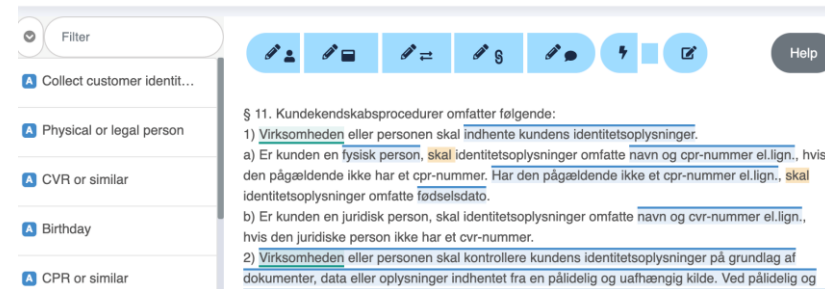 Filter
Help
A Collect customer identit...
A Physical or legal person
A CVR or similar
A Birthday
A CPR or similar
§ 11. Kundekendskabsprocedurer omfatter følgende:
1) Virksomheden eller personen skal indhente kundens identitetsoplysninger.
a) Er kunden en fysisk person, skal identitetsoplysninger omfatte navn og cpr-nummer el.lign., hvis
den pågældende ikke har et cpr-nummer. Har den pågældende ikke et cpr-nummer el.lign., skal
identitetsoplysninger omfatte fødselsdato.
b) Er kunden en juridisk person, skal identitetsoplysninger omfatte navn og cvr-nummer el.lign.,
hvis den juridiske person ikke har et cvr-nummer.
2) Virksomheden eller personen skal kontrollere kundens identitetsoplysninger på grundlag af
dokumenter, data eller oplysninger indhentet fra en pålidelig og uafhængig kilde. Ved pålidelig og